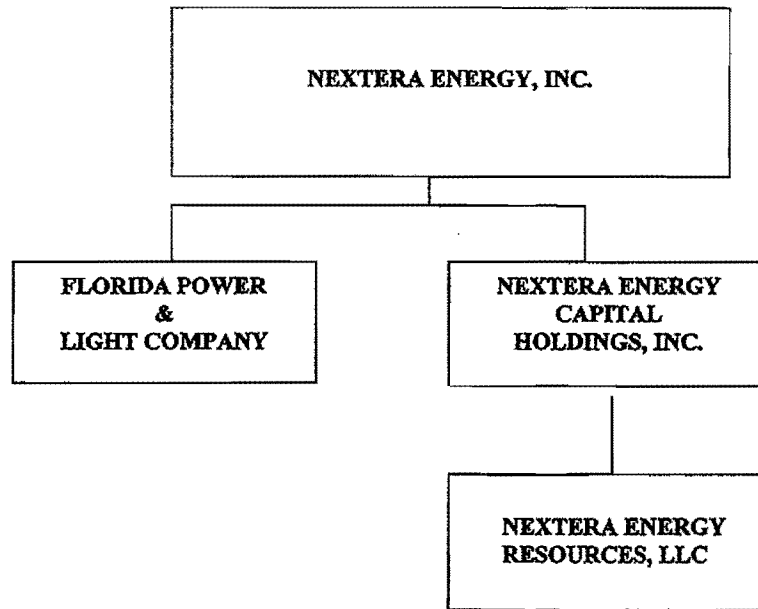 NEXTERA ENERGY, INC.
FLORIDA POWER
&
LIGHT COMPANY
NEXTERA ENERGY
CAPITAL
HOLDINGS, INC.
NEXTERA ENERGY
RESOURCES, LLC